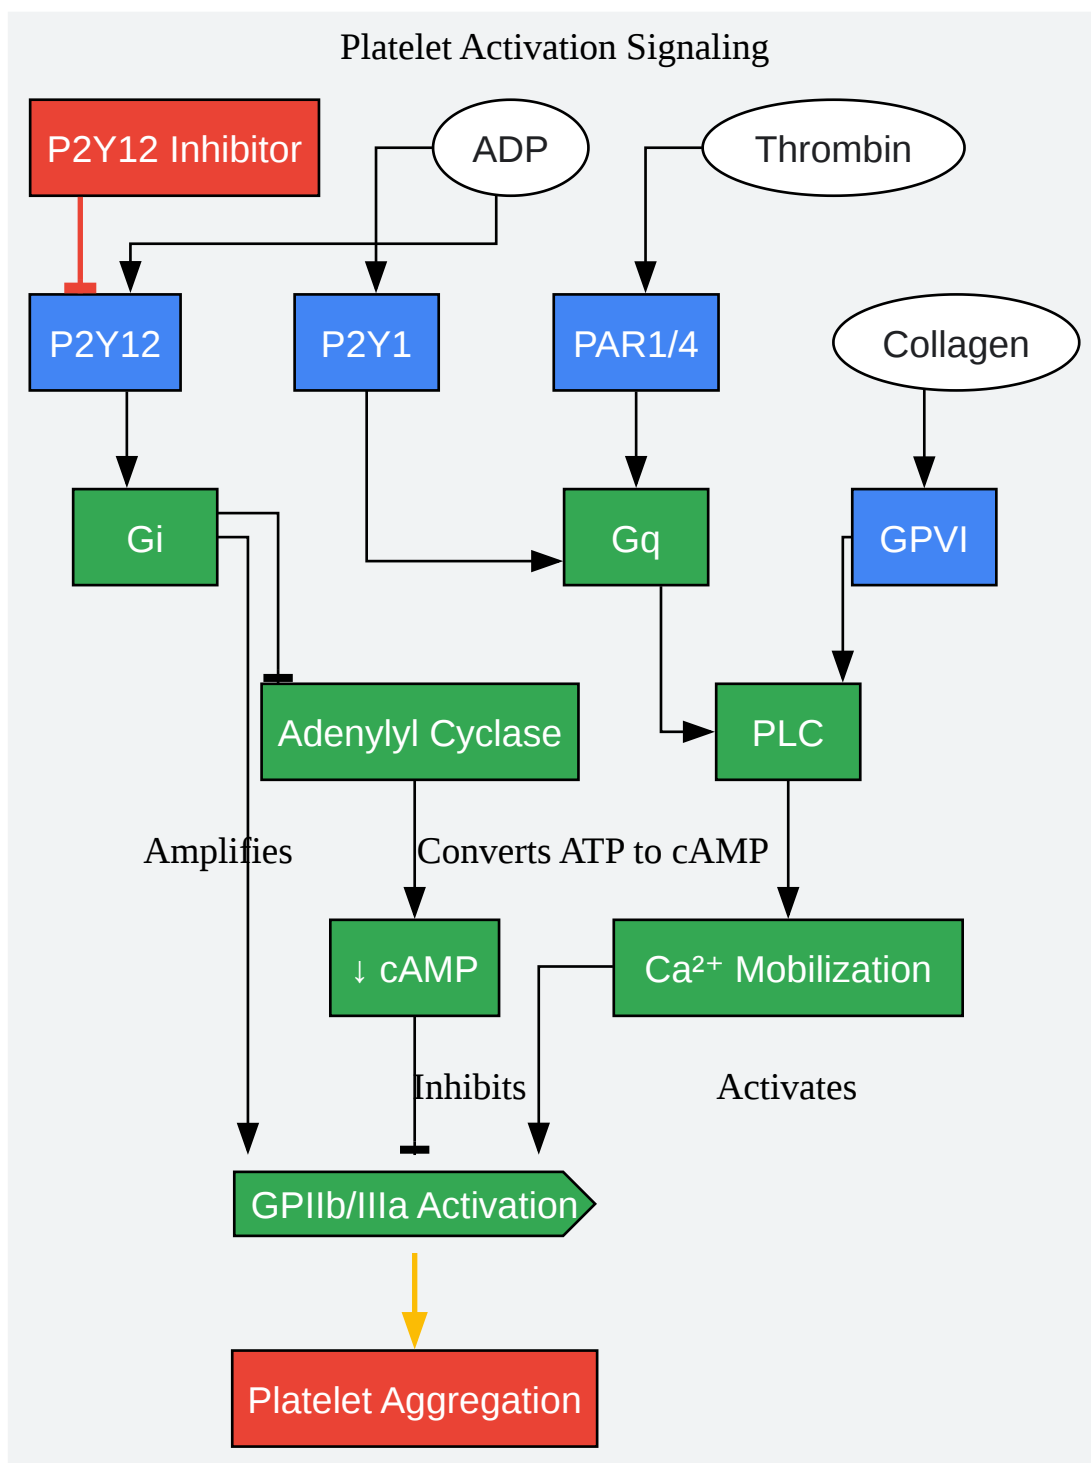 Platelet Activation Signaling
P2Y12 Inhibitor
ADP
Thrombin
P2Y12
P2Y1
PAR1/4
Collagen
Gi
Gq
GPVI
Adenylyl Cyclase
PLC
Amplifies
Converts ATP to cAMP
↓ cAMP
Ca²⁺ Mobilization
Inhibits
Activates
GPIIb/IIIa Activation
Platelet Aggregation